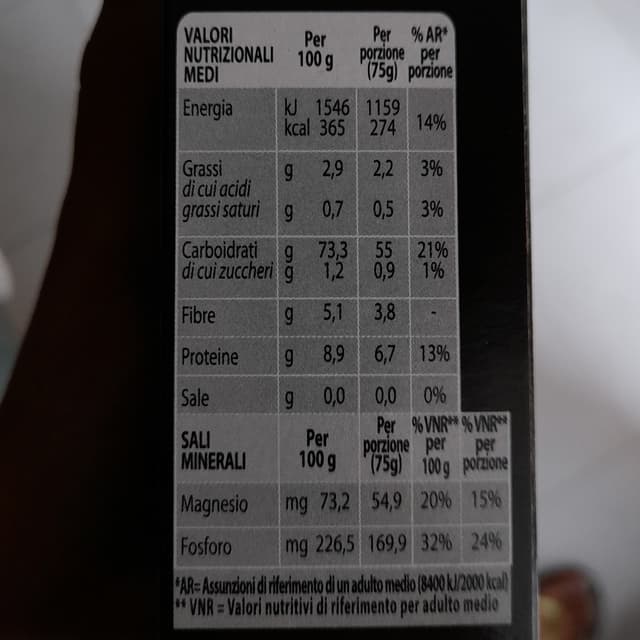 VALORI NUTRIZIONALI MEDI Per 100 g Per porzione (75g) % AR* per porzione
Energia kJ 1546 1159
kcal 365 274 14%
Grassi g 2,9 2,2 3%
di cui acidi
grassi saturi g 0,7 0,5 3%
Carboidrati g 73,3 55 21%
di cui zuccheri g 1,2 0,9 1%
Fibre g 5,1 3,8 -
Proteine g 8,9 6,7 13%
Sale g 0,0 0,0 0%
SALI MINERALI Per 100 g Per porzione (75g) % VNR** per 100 g % VNR** per porzione
Magnesio mg 73,2 54,9 20% 15%
Fosforo mg 226,5 169,9 32% 24%
*AR= Assunzioni di riferimento di un adulto medio (8400 kJ/2000 kcal)
** VNR = Valori nutritivi di riferimento per adulto medio